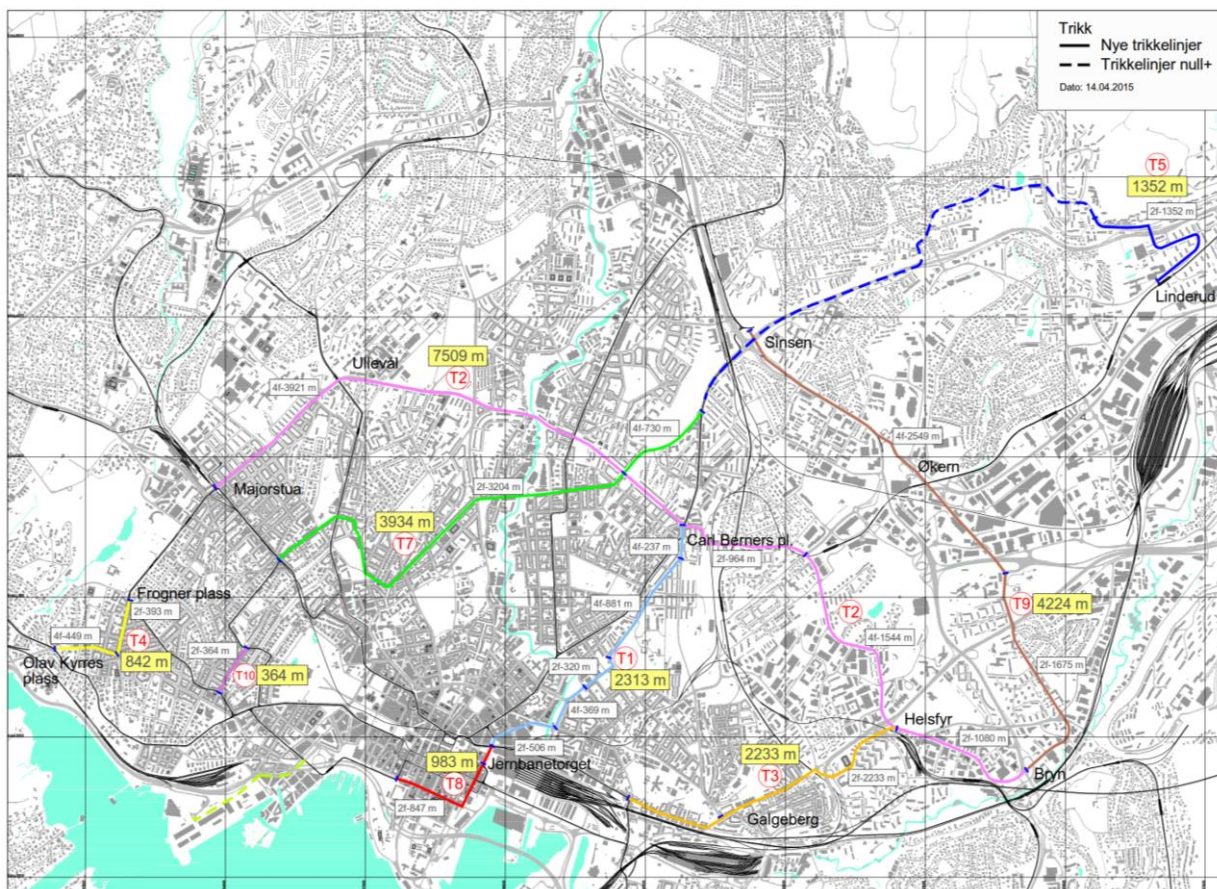 Trikk
Nye trikkelinjer
Trikkelinjer null+
Dato: 14.04.2015
T5
1352 m
2f-1352 m
Linderud
Sinsen
Ullevål
7509 m
T2
4f-3921 m
4f-730 m
4f-2549 m
Økern
Majorstua
2f-3204 m
3934 m
T7
Carl Berners pl.
4f-237 m
2f-964 m
4f-881 m
Frogner plass
2f-393 m
T4
4f-449 m
842 m
Olav Kyrres
plass
2f-364 m
T10
364 m
T2
4f-1544 m
T9
4224 m
2f-1675 m
2f-320 m
T1
2313 m
4f-369 m
Helsfyr
2f-1080 m
Bryn
2f-506 m
983 m
Jernbanetorget
T8
2f-847 m
2233 m
T3
2f-2233 m
Galgeberg